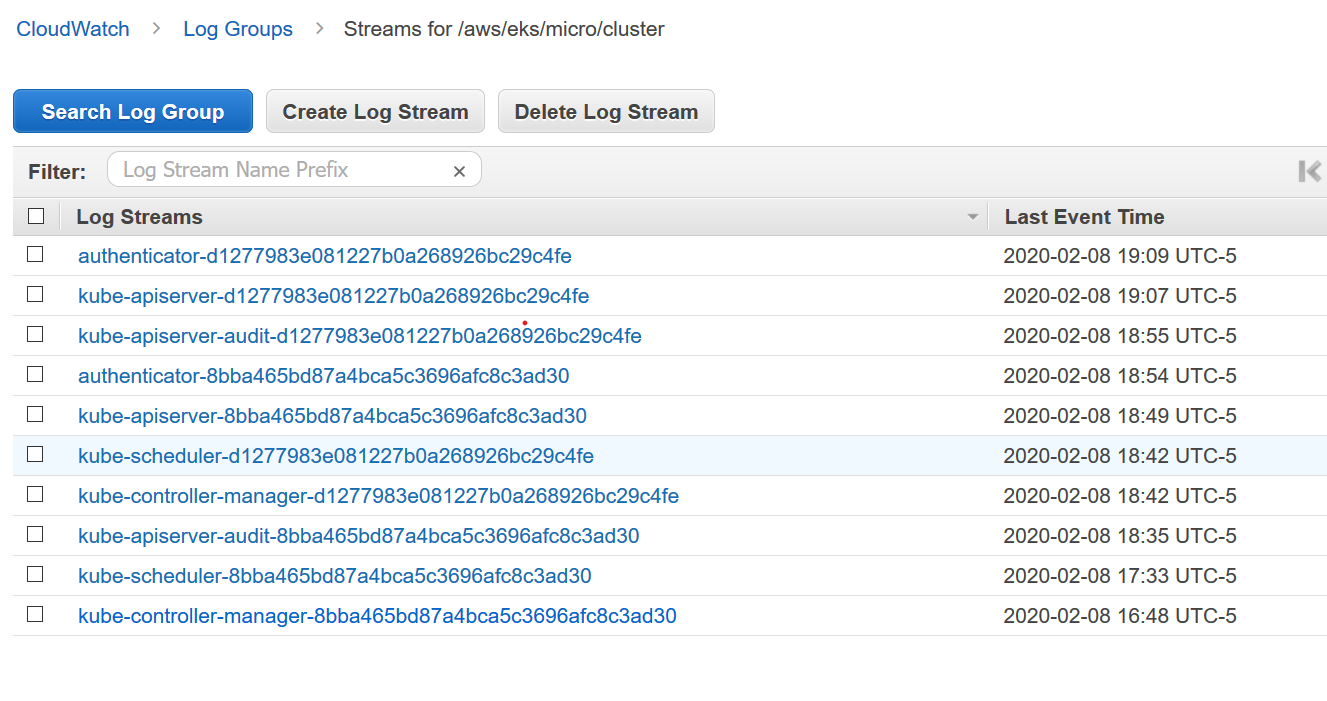 CloudWatch > Log Groups > Streams for /aws/eks/micro/cluster
Search Log Group Create Log Stream Delete Log Stream
Filter: Log Stream Name Prefix ×
Log Streams Last Event Time
authenticator-d1277983e081227b0a268926bc29c4fe 2020-02-08 19:09 UTC-5
kube-apiserver-d1277983e081227b0a268926bc29c4fe 2020-02-08 19:07 UTC-5
kube-apiserver-audit-d1277983e081227b0a268926bc29c4fe 2020-02-08 18:55 UTC-5
authenticator-8bba465bd87a4bca5c3696afc8c3ad30 2020-02-08 18:54 UTC-5
kube-apiserver-8bba465bd87a4bca5c3696afc8c3ad30 2020-02-08 18:49 UTC-5
kube-scheduler-d1277983e081227b0a268926bc29c4fe 2020-02-08 18:42 UTC-5
kube-controller-manager-d1277983e081227b0a268926bc29c4fe 2020-02-08 18:42 UTC-5
kube-apiserver-audit-8bba465bd87a4bca5c3696afc8c3ad30 2020-02-08 18:35 UTC-5
kube-scheduler-8bba465bd87a4bca5c3696afc8c3ad30 2020-02-08 17:33 UTC-5
kube-controller-manager-8bba465bd87a4bca5c3696afc8c3ad30 2020-02-08 16:48 UTC-5